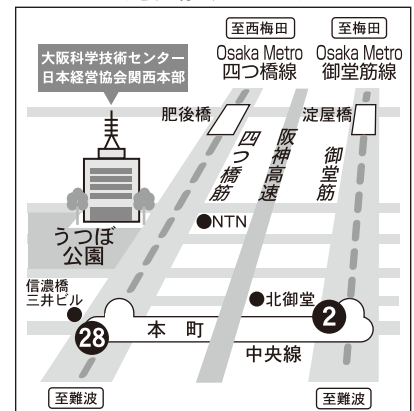 至西梅田
至梅田
Osaka Metro
四つ橋線
Osaka Metro
御堂筋線
大阪科学技術センター
日本経営協会関西本部
肥後橋
淀屋橋
四つ橋筋
阪神高速
御堂筋
NTN
うつぼ
公園
信濃橋
三井ビル
北御堂
2
28
本町
中央線
至難波
至難波